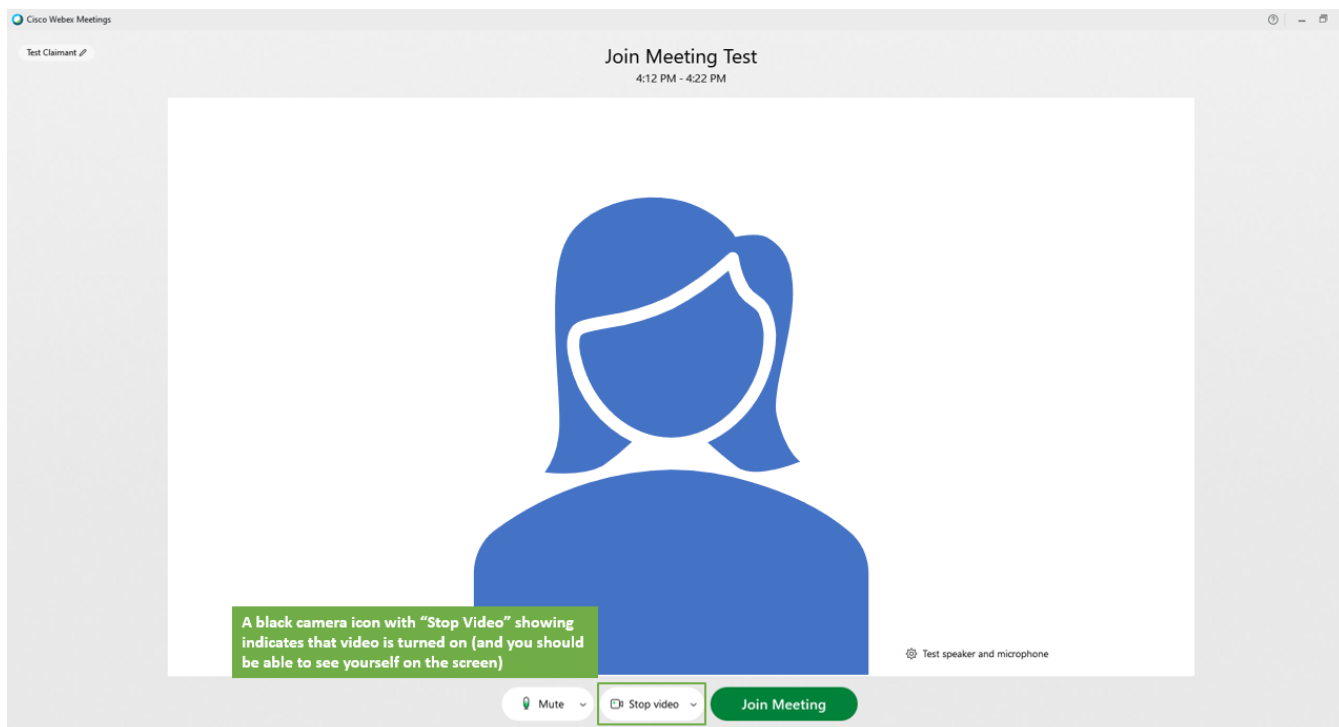 Cisco Webex Meetings
Test Claimant
Join Meeting Test
4:12 PM - 4:22 PM
A black camera icon with “Stop Video” showing
indicates that video is turned on (and you should
be able to see yourself on the screen)
Test speaker and microphone
Mute
Stop video
Join Meeting